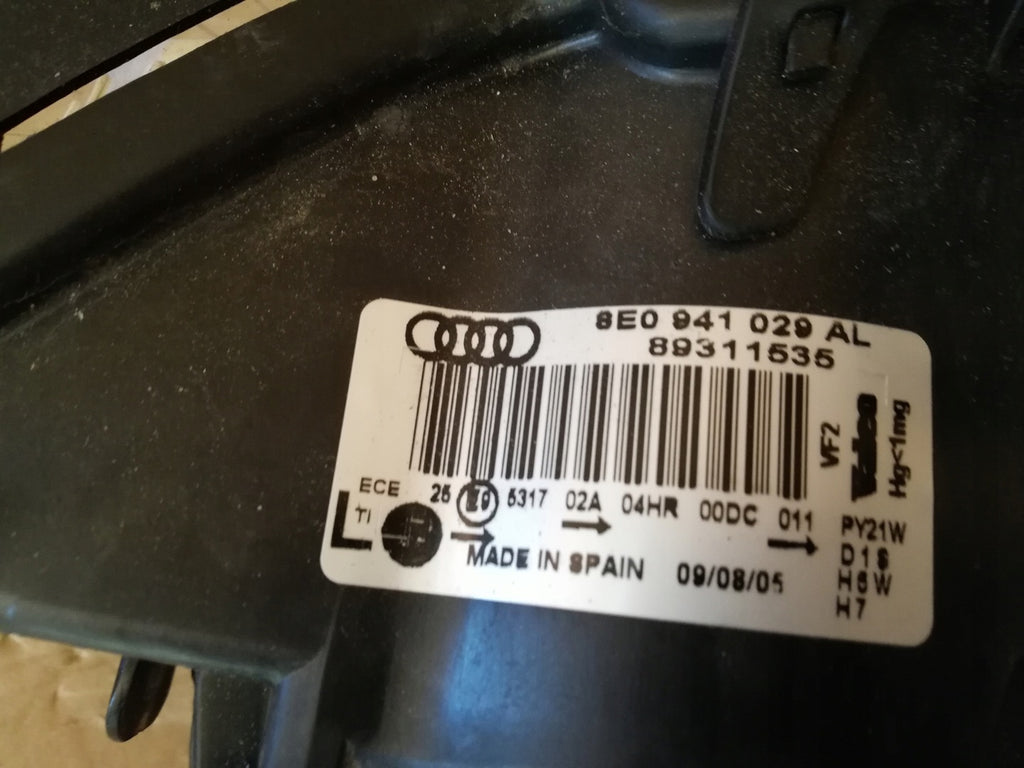 8E0 941 029 AL
89311535
VF2
Valeo
Hg<1mg
ECE
25
E9
5317
02A
04HR
00DC
011
L
TI
MADE IN SPAIN
09/08/05
PY21W
D1S
H6W
H7